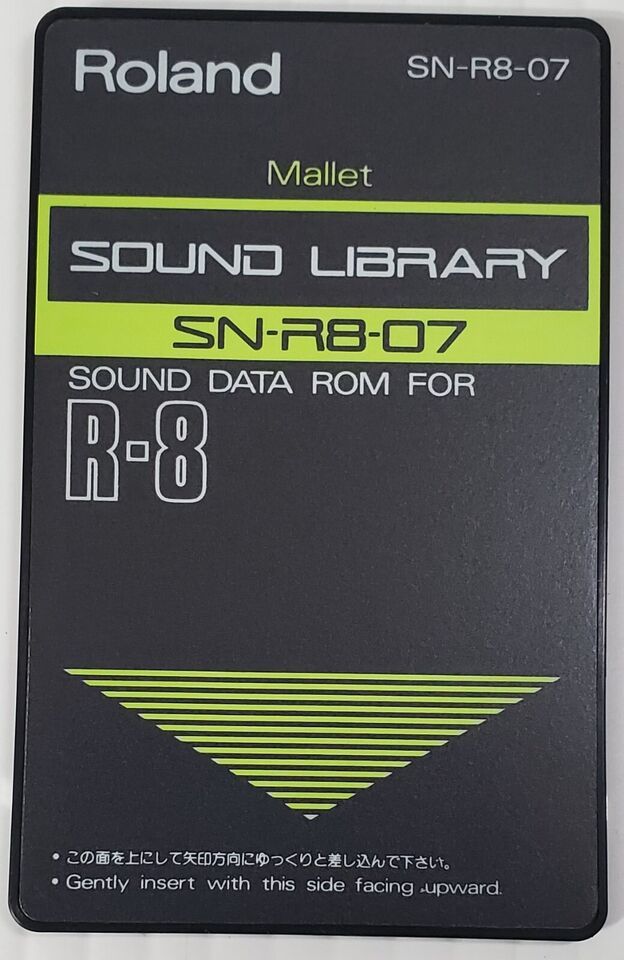 Roland SN-R8-07
Mallet
SOUND LIBRARY
SN-R8-07
SOUND DATA ROM FOR
R-8
• この面を上にして矢印方向にゆっくりと差し込んで下さい。
• Gently insert with this side facing upward.